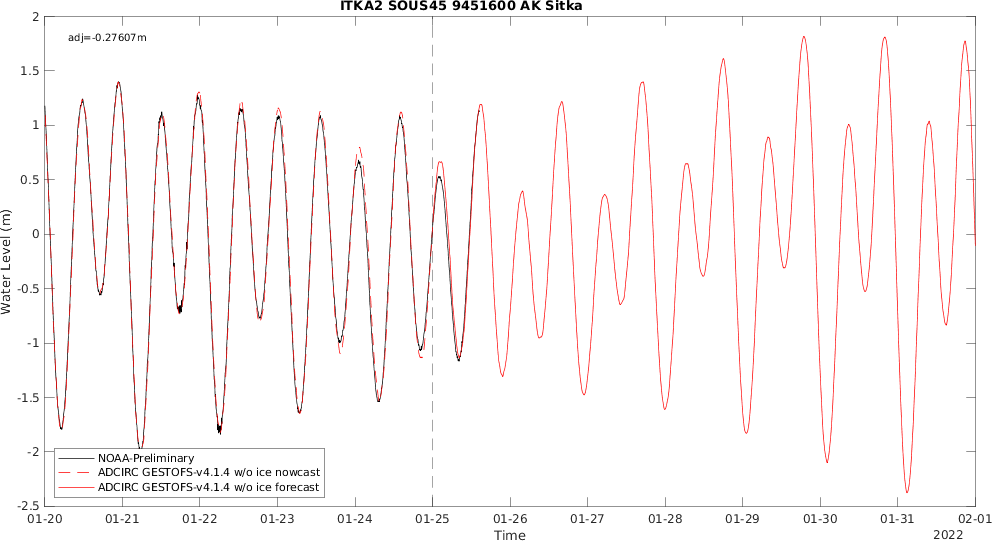 ITKA2 SOUS45 9451600 AK Sitka
adj=-0.27607m
2
1.5
1
0.5
0
-0.5
-1
-1.5
-2
-2.5
Water Level (m)
NOAA-Preliminary
ADCIRC GESTOFS-v4.1.4 w/o ice nowcast
ADCIRC GESTOFS-v4.1.4 w/o ice forecast
01-20 01-21 01-22 01-23 01-24 01-25 01-26 01-27 01-28 01-29 01-30 01-31 02-01
Time
2022